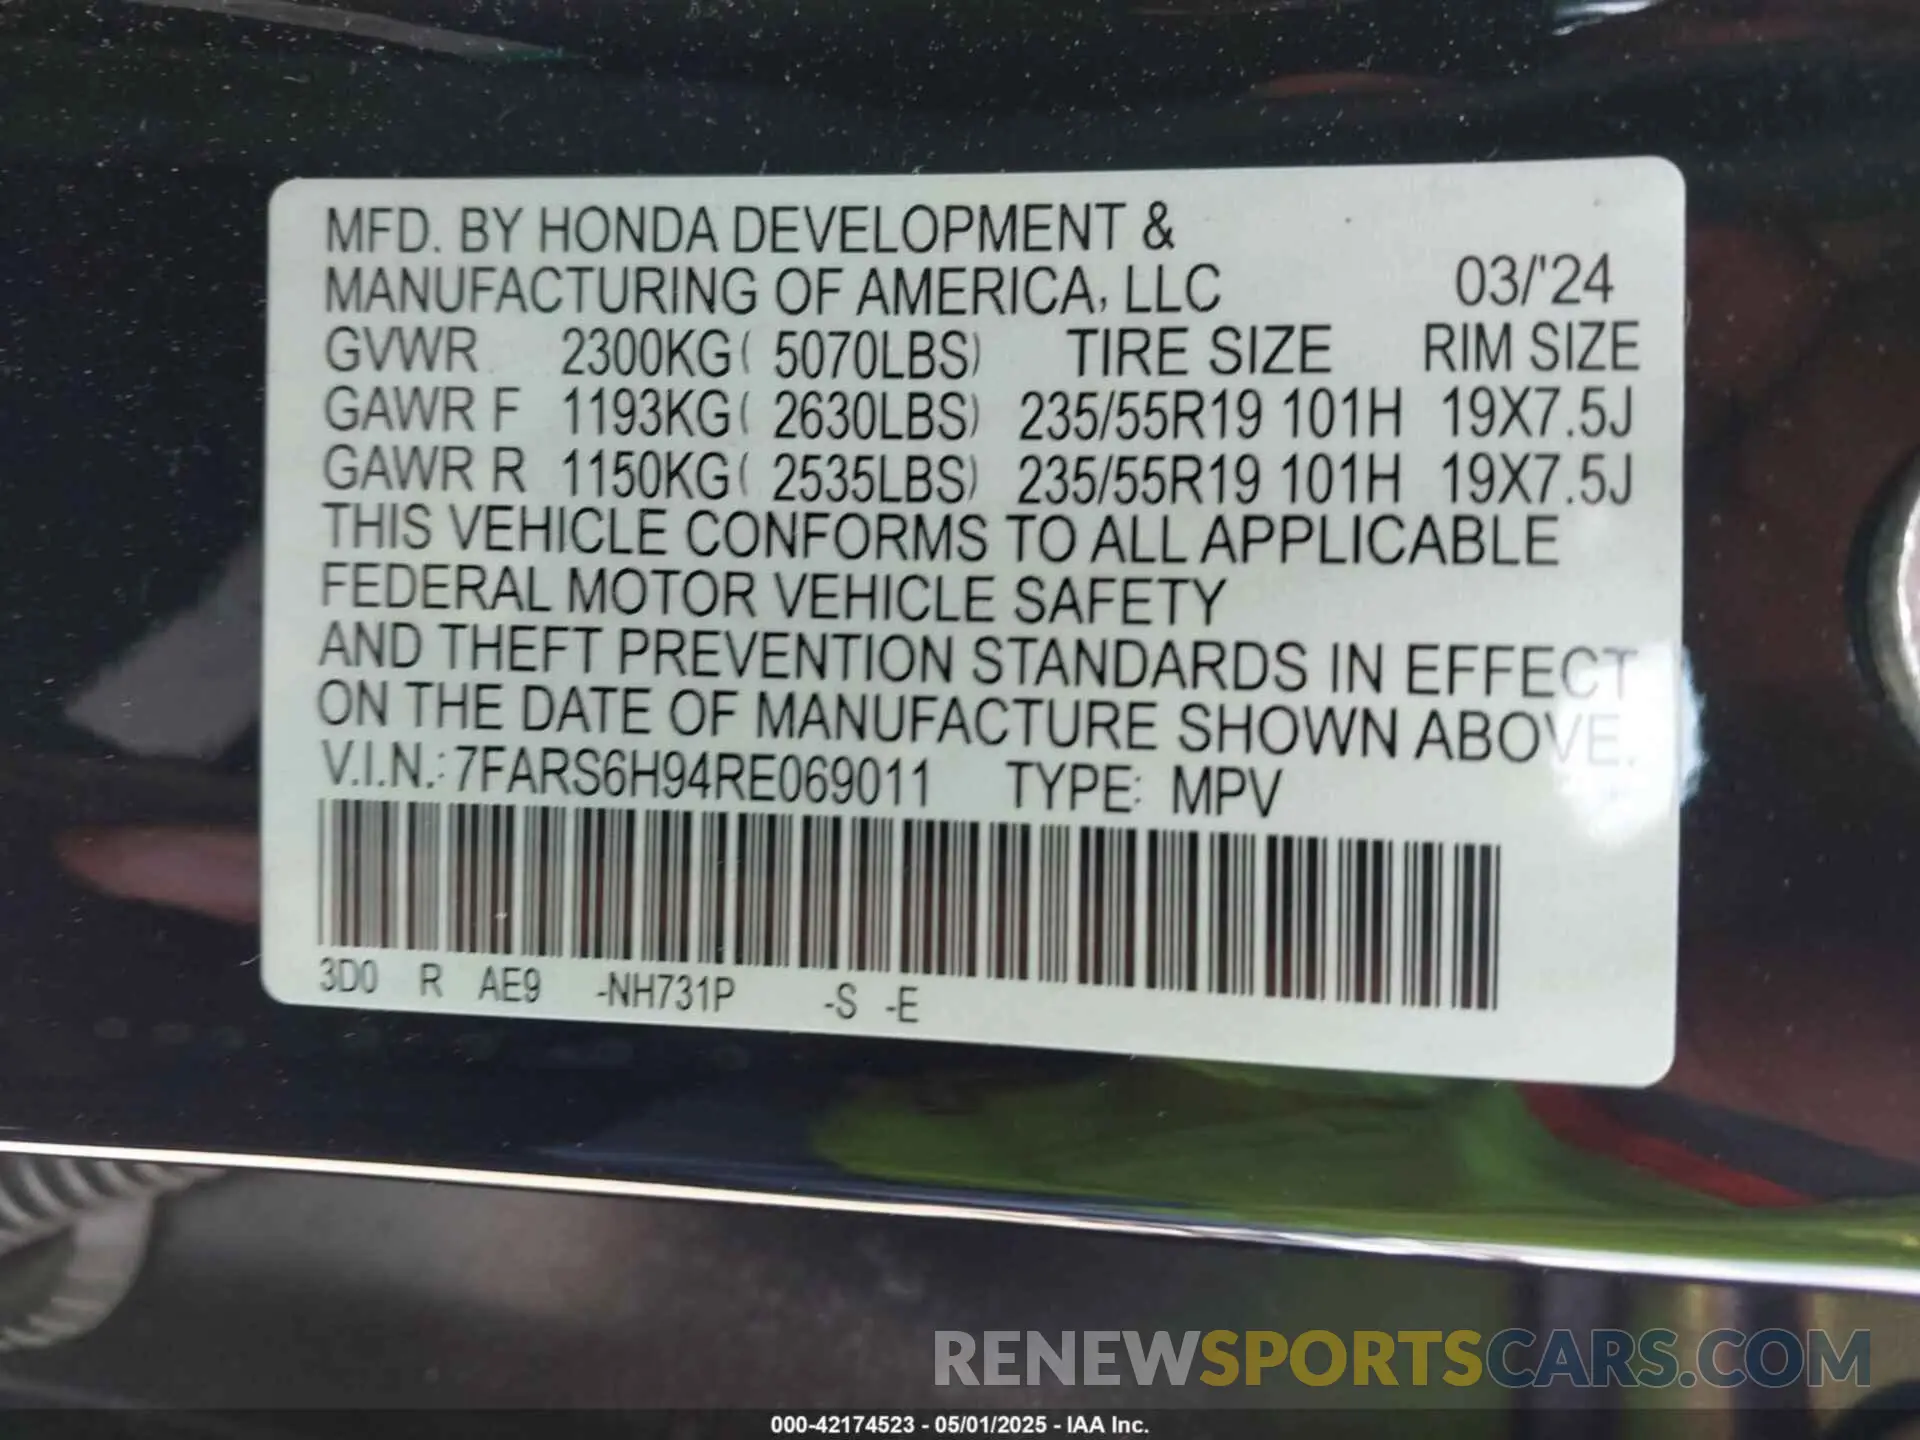 MFD. BY HONDA DEVELOPMENT &
MANUFACTURING OF AMERICA, LLC 03/'24
GVWR 2300KG( 5070LBS) TIRE SIZE RIM SIZE
GAWR F 1193KG( 2630LBS) 235/55R19 101H 19X7.5J
GAWR R 1150KG( 2535LBS) 235/55R19 101H 19X7.5J
THIS VEHICLE CONFORMS TO ALL APPLICABLE
FEDERAL MOTOR VEHICLE SAFETY
AND THEFT PREVENTION STANDARDS IN EFFECT
ON THE DATE OF MANUFACTURE SHOWN ABOVE.
V.I.N.: 7FARS6H94RE069011 TYPE: MPV
3D0 R AE9 -NH731P -S -E
RENEWSPORTSCARS.COM
000-42174523 - 05/01/2025 - IAA Inc.